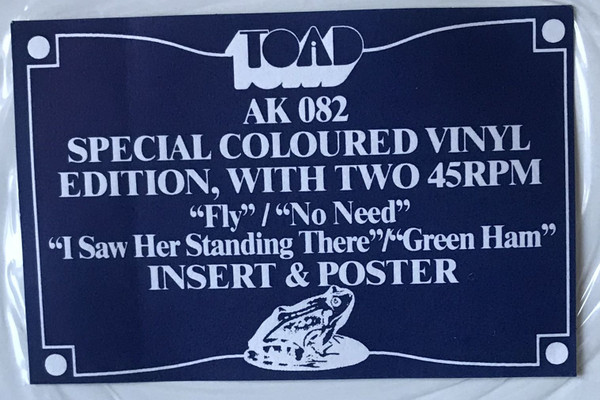 TOAD
AK 082
SPECIAL COLOURED VINYL
EDITION, WITH TWO 45RPM
“Fly” / “No Need”
“I Saw Her Standing There”/“Green Ham”
INSERT & POSTER